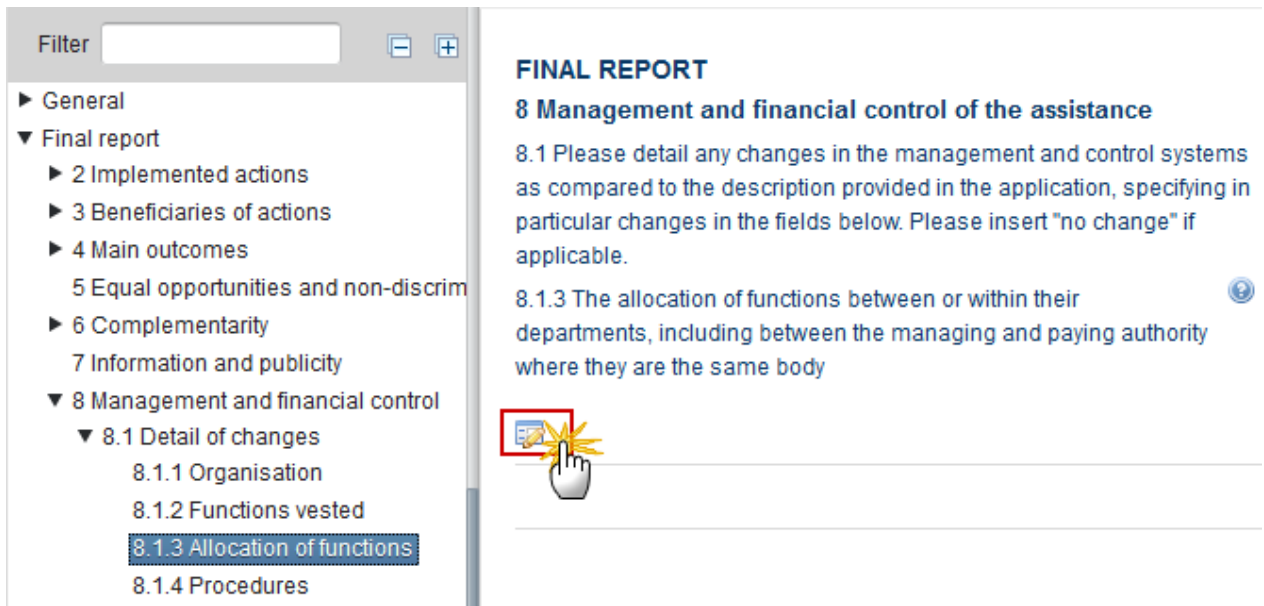 Filter
General
Final report
2 Implemented actions
3 Beneficiaries of actions
4 Main outcomes
5 Equal opportunities and non-discrim
6 Complementarity
7 Information and publicity
8 Management and financial control
8.1 Detail of changes
8.1.1 Organisation
8.1.2 Functions vested
8.1.3 Allocation of functions
8.1.4 Procedures
FINAL REPORT
8 Management and financial control of the assistance
8.1 Please detail any changes in the management and control systems
as compared to the description provided in the application, specifying in
particular changes in the fields below. Please insert "no change" if
applicable.
8.1.3 The allocation of functions between or within their
departments, including between the managing and paying authority
where they are the same body